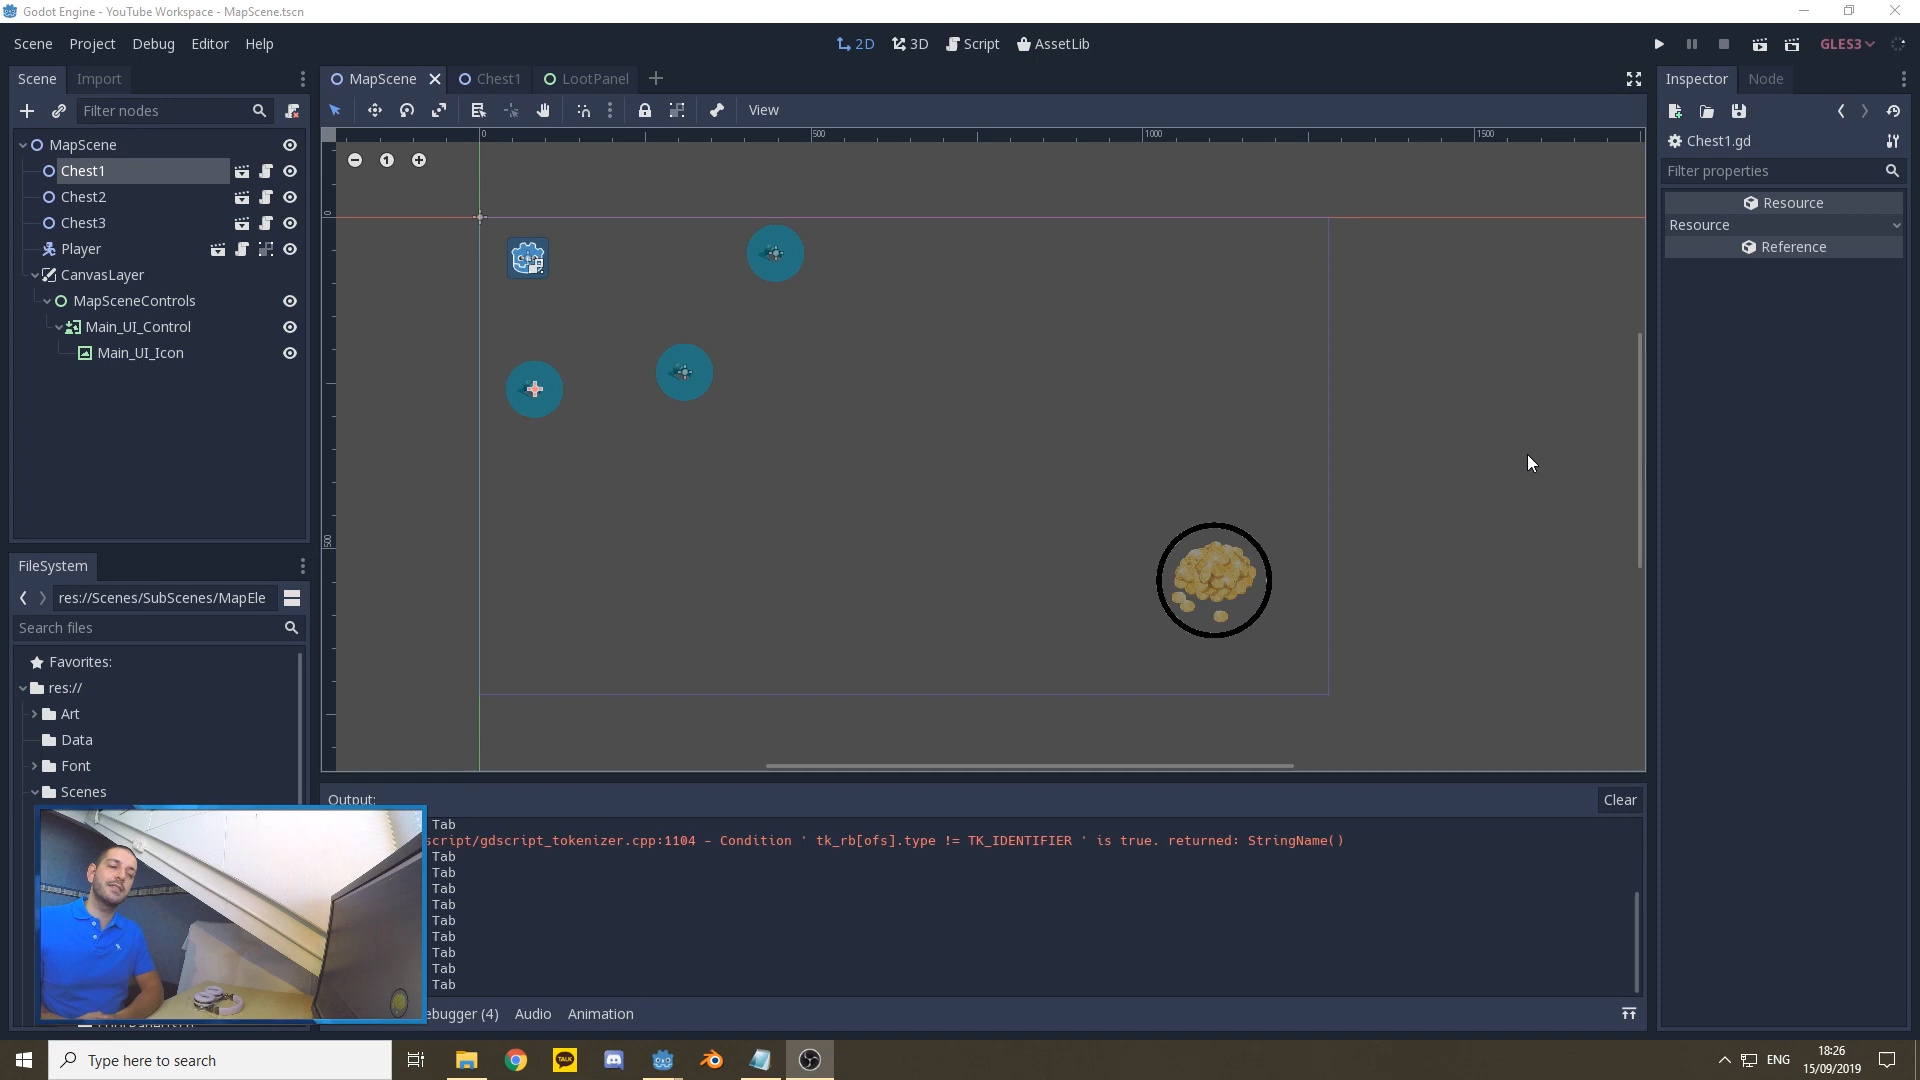 Godot Engine - YouTube Workspace - MapScene.tscn
Scene Project Debug Editor Help
2D 3D Script AssetLib
GLES3
Scene Import
MapScene Chest1 LootPanel
Inspector Node
Filter nodes
View
MapScene
Chest1
Chest2
Chest3
Player
CanvasLayer
MapSceneControls
Main_UI_Control
Main_UI_Icon
0 500 1000 1500
0
500
1
Chest1.gd
Filter properties
Resource
Resource
Reference
FileSystem
res://Scenes/SubScenes/MapEle
Search files
Favorites:
res://
Art
Data
Font
Scenes
Output:
Clear
Tab
script/gdscript_tokenizer.cpp:1104 - Condition ' tk_rb[ofs].type != TK_IDENTIFIER ' is true. returned: StringName()
Tab
Tab
Tab
Tab
Tab
Tab
Tab
Tab
Tab
ebugger (4) Audio Animation
Type here to search
TALK
ENG
18:26
15/09/2019